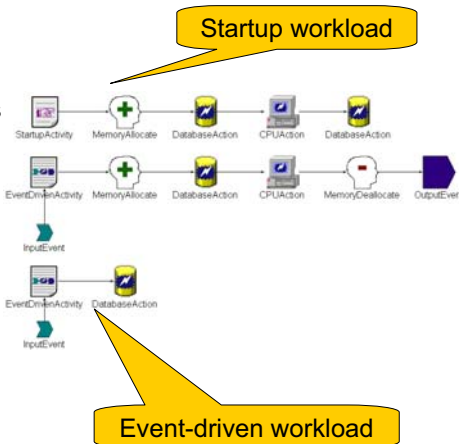 Startup workload
s
StartupActivity MemoryAllocate DatabaseAction CPUAction DatabaseAction
EventDrivenActivity MemoryAllocate DatabaseAction CPUAction MemoryDeallocate OutputEver
InputEvent
EventDrivenActivity DatabaseAction
InputEvent
Event-driven workload